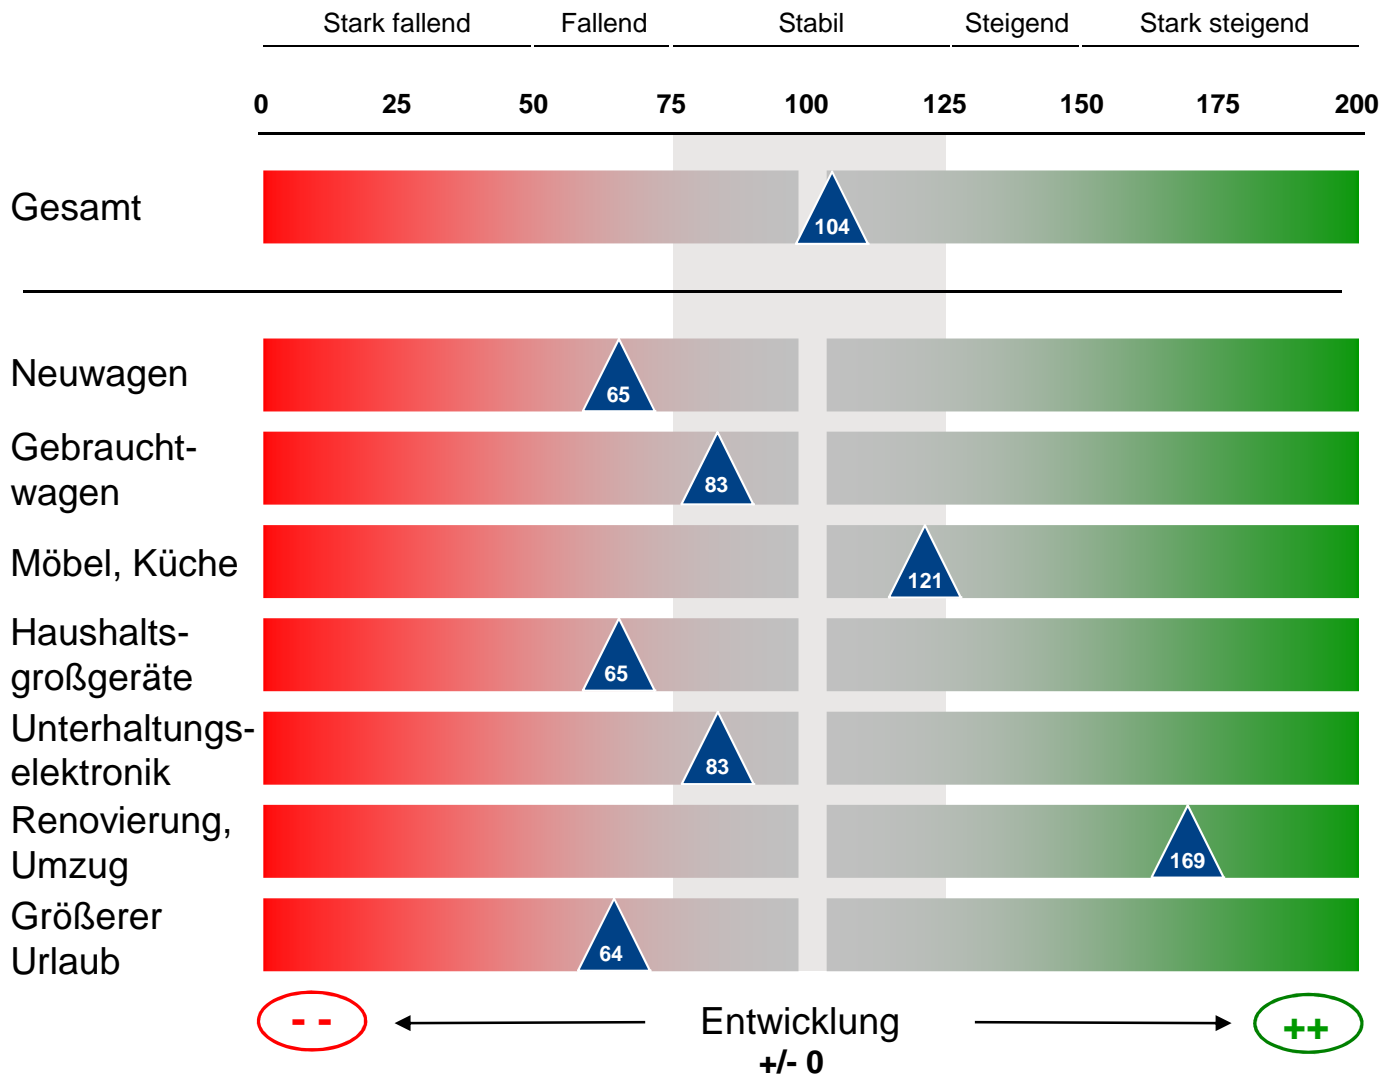 Stark fallend Fallend Stabil Steigend Stark steigend
0 25 50 75 100 125 150 175 200
Gesamt
104
Neuwagen
65
Gebraucht-
wagen
83
Möbel, Küche
121
Haushalts-
großgeräte
65
Unterhaltungs-
elektronik
83
Renovierung,
Umzug
169
Größerer
Urlaub
64
- - Entwicklung ++
+/- 0